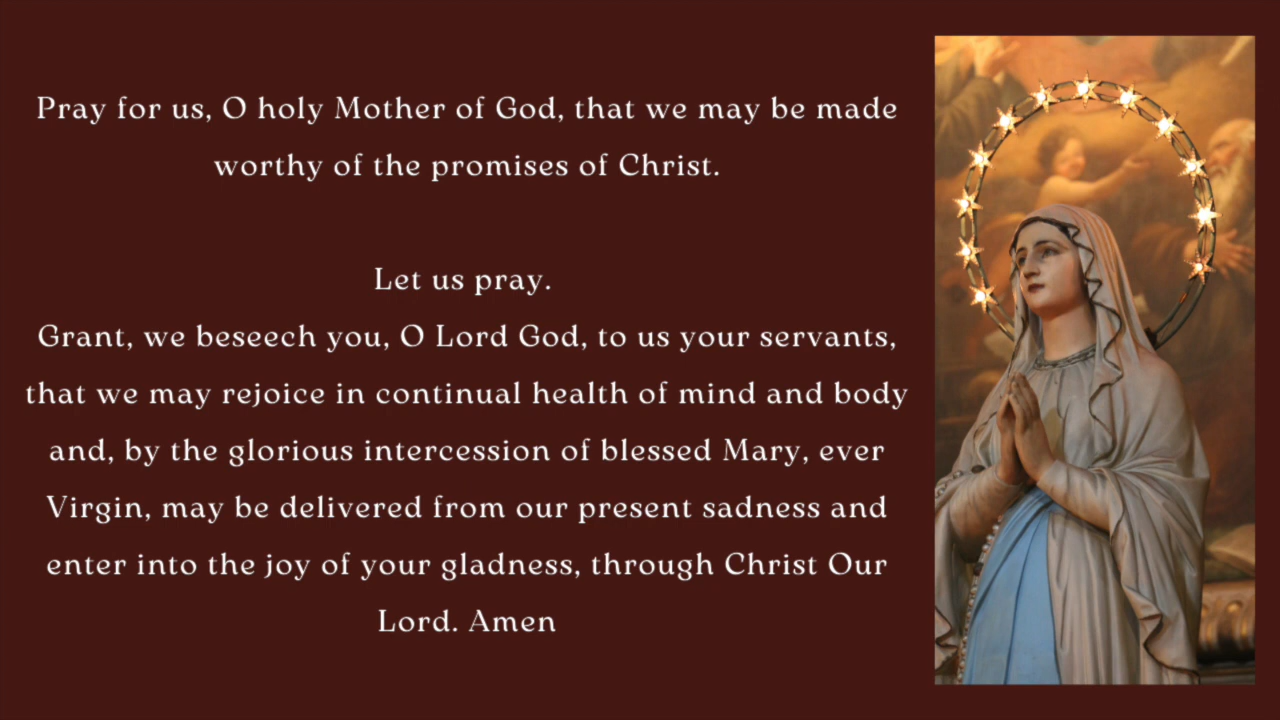 Pray for us, O holy Mother of God, that we may be made
worthy of the promises of Christ.
Let us pray.
Grant, we beseech you, O Lord God, to us your servants,
that we may rejoice in continual health of mind and body
and, by the glorious intercession of blessed Mary, ever
Virgin, may be delivered from our present sadness and
enter into the joy of your gladness, through Christ Our
Lord. Amen